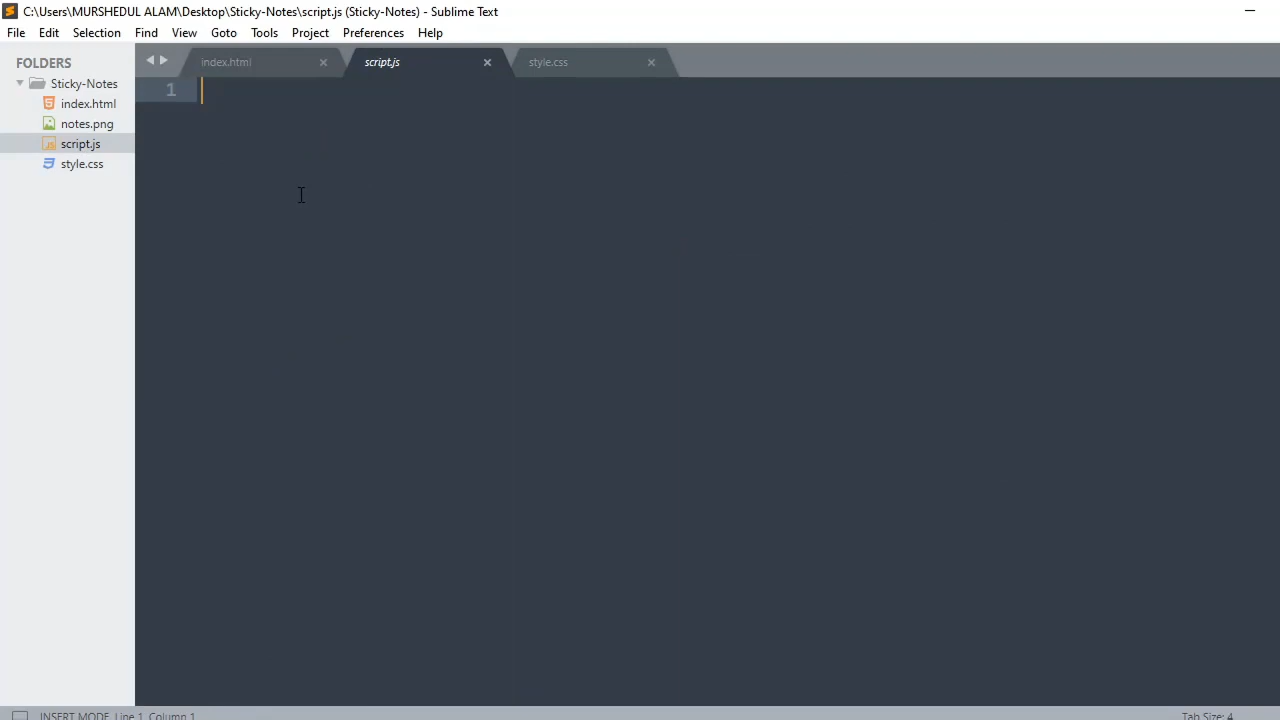 C:\Users\MURSHEDUL ALAM\Desktop\Sticky-Notes\script.js (Sticky-Notes) - Sublime Text
File Edit Selection Find View Goto Tools Project Preferences Help
FOLDERS
Sticky-Notes
index.html
notes.png
script.js
style.css
index.html
script.js
style.css
1
INSERT MODE, Line 1, Column 1
Tab Size: 4